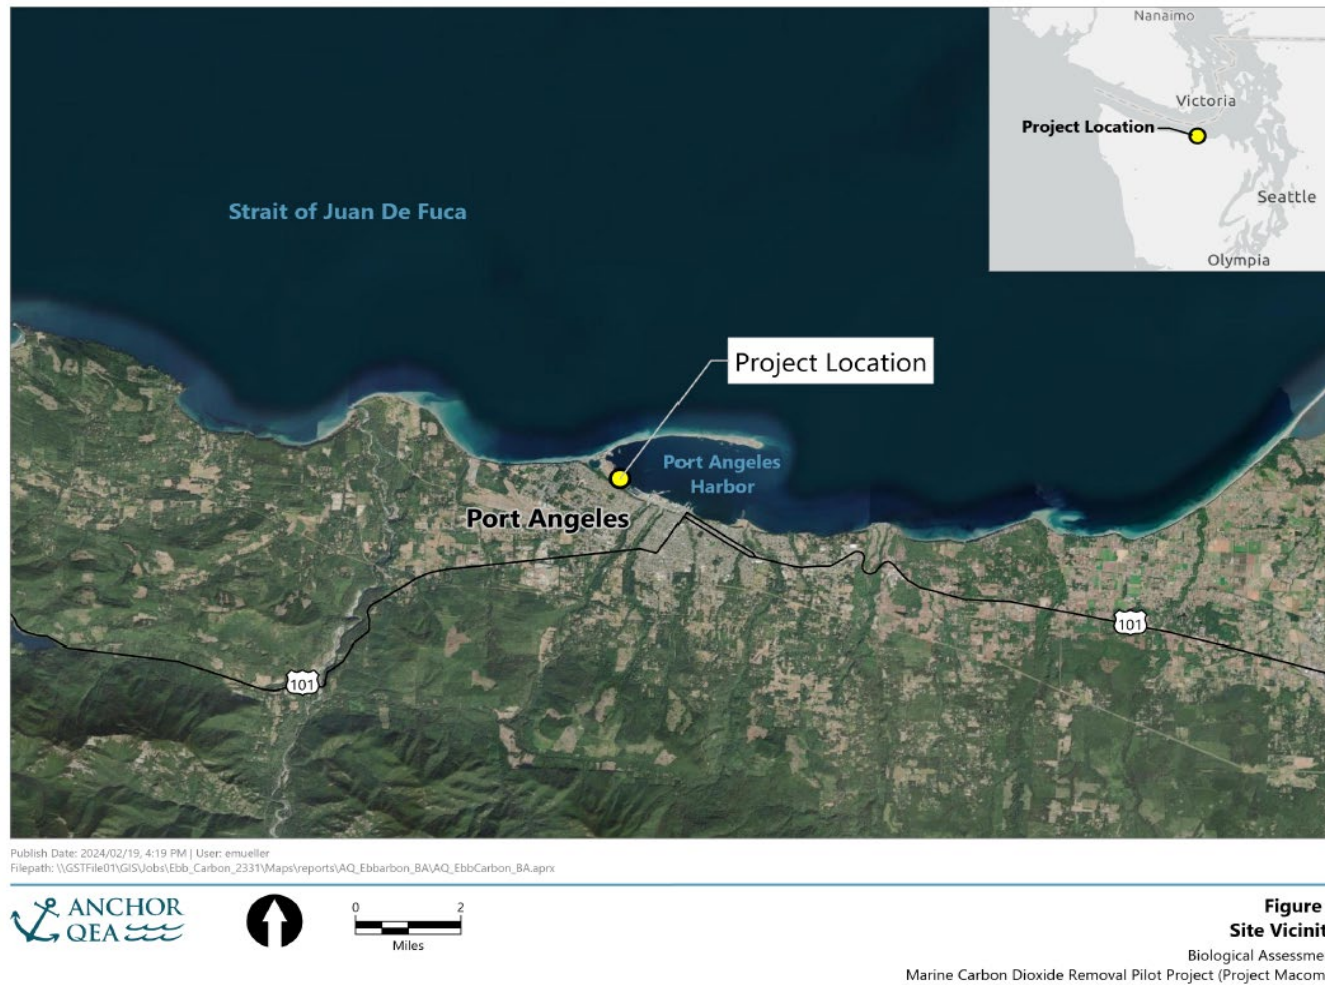 Nanaimo
Victoria
Project Location
Seattle
Olympia
Strait of Juan De Fuca
Project Location
Port Angeles
Harbor
Port Angeles
101
101
Publish Date: 2024/02/19, 4:19 PM | User: emueller
Filepath: \\GSTFile01\GIS\Jobs\Ebb_Carbon_2331\Maps\reports\AQ_Ebbarbon_BA\AQ_EbbCarbon_BA.aprx
ANCHOR
QEA
0 2
Miles
Figure
Site Vicinit
Biological Assessme
Marine Carbon Dioxide Removal Pilot Project (Project Macom